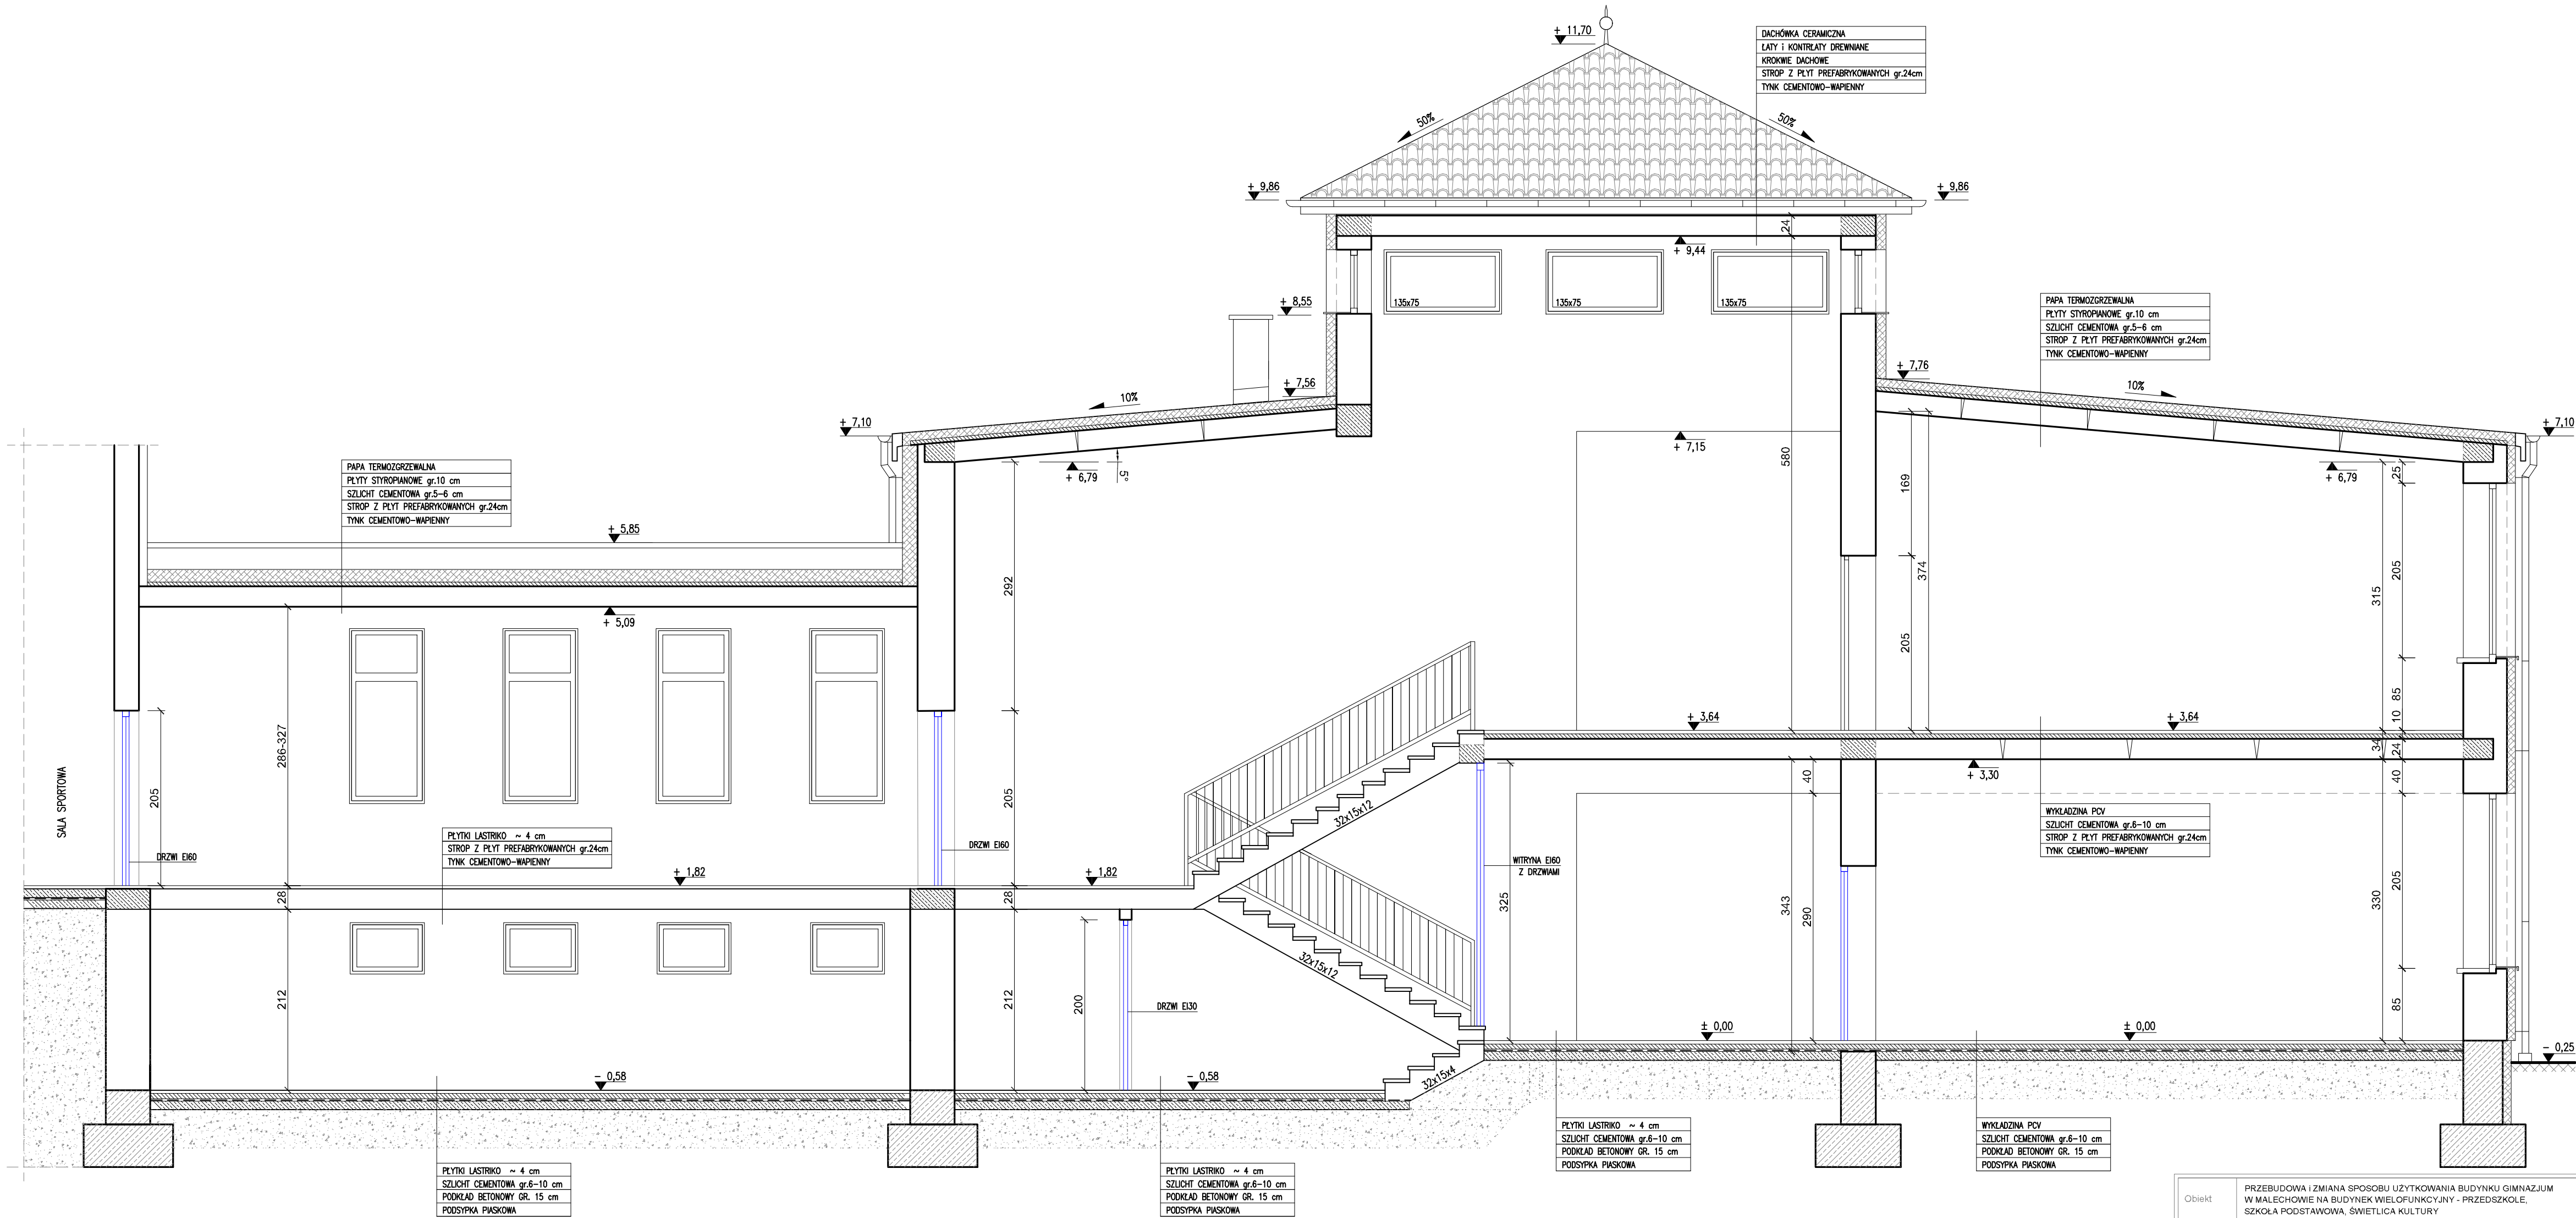 + 11,70
DACHÓWKA CERAMICZNA
ŁATY i KONTRŁATY DREWNIANE
KROKWIE DACHOWE
STROP Z PŁYT PREFABRYKOWANYCH gr.24cm
TYNK CEMENTOWO-WAPIENNY
50%
50%
+ 9,86
+ 9,86
24
+ 9,44
135x75
135x75
135x75
+ 8,55
PAPA TERMOZGRZEWALNA
PŁYTY STYROPIANOWE gr.10 cm
SZLICHT CEMENTOWA gr.5-6 cm
STROP Z PŁYT PREFABRYKOWANYCH gr.24cm
TYNK CEMENTOWO-WAPIENNY
+ 7,56
+ 7,76
10%
10%
+ 7,10
+ 7,10
+ 7,15
580
PAPA TERMOZGRZEWALNA
PŁYTY STYROPIANOWE gr.10 cm
SZLICHT CEMENTOWA gr.5-6 cm
STROP Z PŁYT PREFABRYKOWANYCH gr.24cm
TYNK CEMENTOWO-WAPIENNY
+ 6,79
5°
+ 6,79
25
169
374
205
315
205
+ 5,85
292
+ 5,09
286-327
205
85
10
+ 3,64
+ 3,64
34
24
SALA SPORTOWA
205
205
40
+ 3,30
40
32x15x12
PŁYTKI LASTRIKO ~ 4 cm
STROP Z PŁYT PREFABRYKOWANYCH gr.24cm
TYNK CEMENTOWO-WAPIENNY
WYKŁADZINA PCV
SZLICHT CEMENTOWA gr.6-10 cm
STROP Z PŁYT PREFABRYKOWANYCH gr.24cm
TYNK CEMENTOWO-WAPIENNY
DRZWI EI60
DRZWI EI60
WITRYNA EI60
Z DRZWIAMI
+ 1,82
+ 1,82
28
28
325
343
290
330
205
32x15x12
212
212
200
DRZWI EI30
85
± 0,00
± 0,00
- 0,25
- 0,58
- 0,58
32x15x4
PŁYTKI LASTRIKO ~ 4 cm
SZLICHT CEMENTOWA gr.6-10 cm
PODKŁAD BETONOWY GR. 15 cm
PODSYPKA PIASKOWA
WYKŁADZINA PCV
SZLICHT CEMENTOWA gr.6-10 cm
PODKŁAD BETONOWY GR. 15 cm
PODSYPKA PIASKOWA
PŁYTKI LASTRIKO ~ 4 cm
SZLICHT CEMENTOWA gr.6-10 cm
PODKŁAD BETONOWY GR. 15 cm
PODSYPKA PIASKOWA
PŁYTKI LASTRIKO ~ 4 cm
SZLICHT CEMENTOWA gr.6-10 cm
PODKŁAD BETONOWY GR. 15 cm
PODSYPKA PIASKOWA
Obiekt
PRZEBUDOWA i ZMIANA SPOSOBU UŻYTKOWANIA BUDYNKU GIMNAZJUM
W MALECHOWIE NA BUDYNEK WIELOFUNKCYJNY - PRZEDSZKOLE,
SZKOŁA PODSTAWOWA, ŚWIETLICA KULTURY